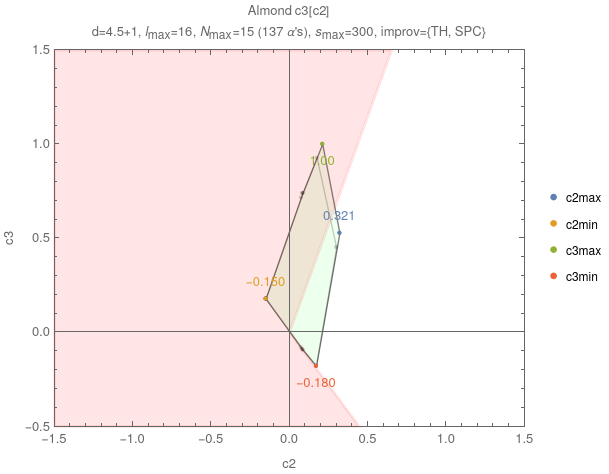 Almond c3[c2]
d=4.5+1, lmax=16, Nmax=15 (137 α's), smax=300, improv={TH, SPC}
1.5
1.0
1.00
0.321
c3
0.5
-0.150
0.0
-0.180
-0.5
-1.5
-1.0
-0.5
0.0
0.5
1.0
1.5
c2
c2max
c2min
c3max
c3min